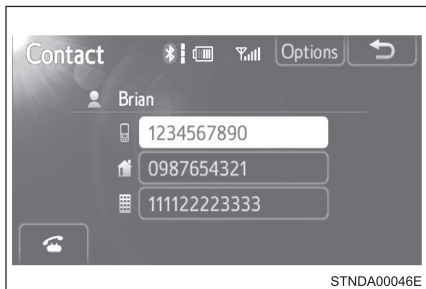 Contact Options
Brian
1234567890
0987654321
111122223333
STNDA00046E